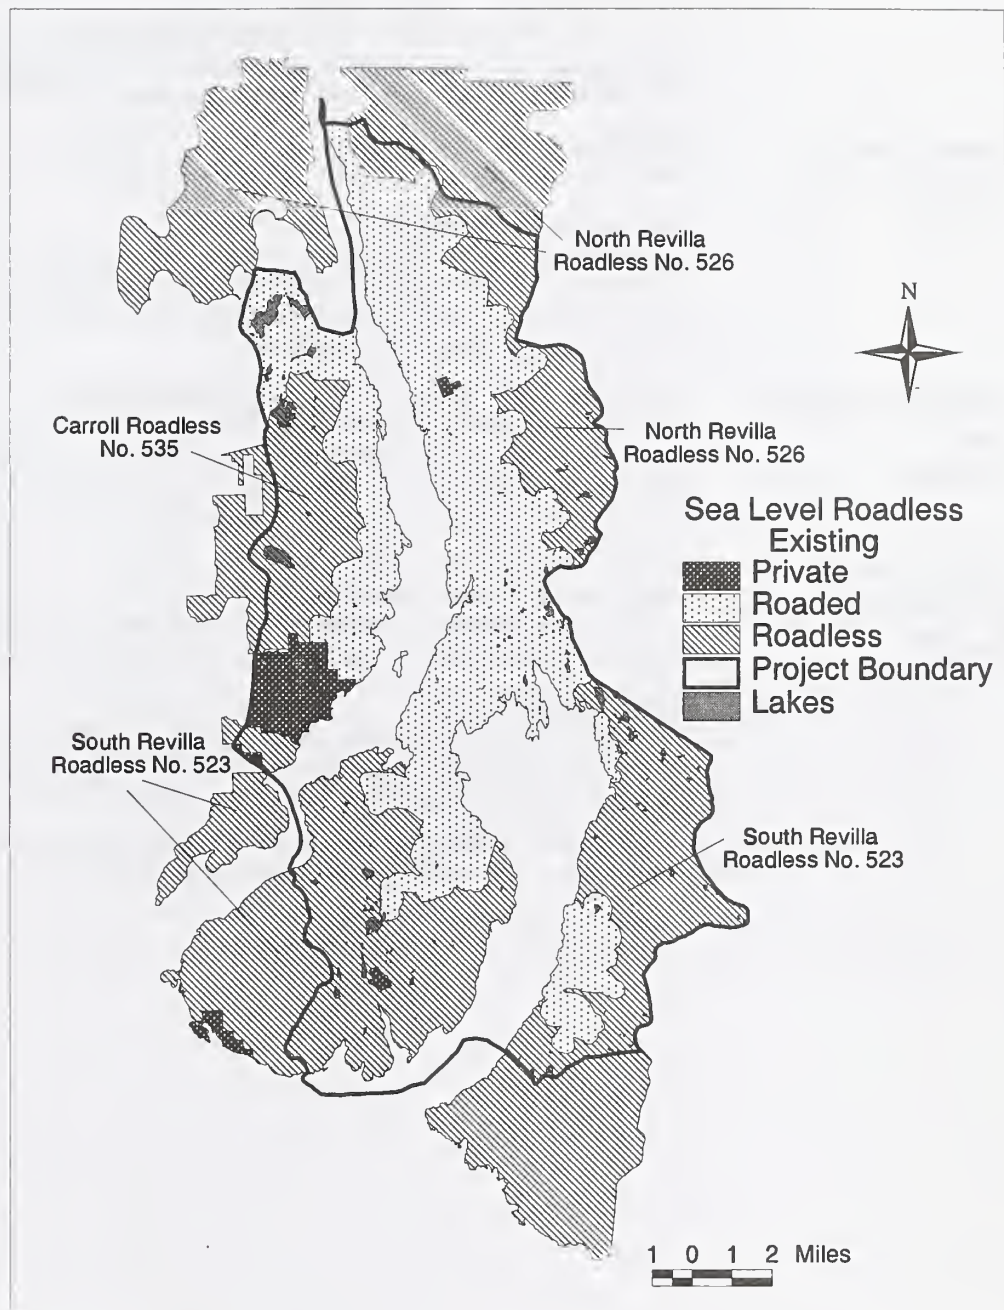 North Revilla
Roadless No. 526
N
Carroll Roadless
No. 535
North Revilla
Roadless No. 526
Sea Level Roadless
Existing
Private
Roaded
Roadless
Project Boundary
Lakes
South Revilla
Roadless No. 523
South Revilla
Roadless No. 523
1 0 1 2 Miles